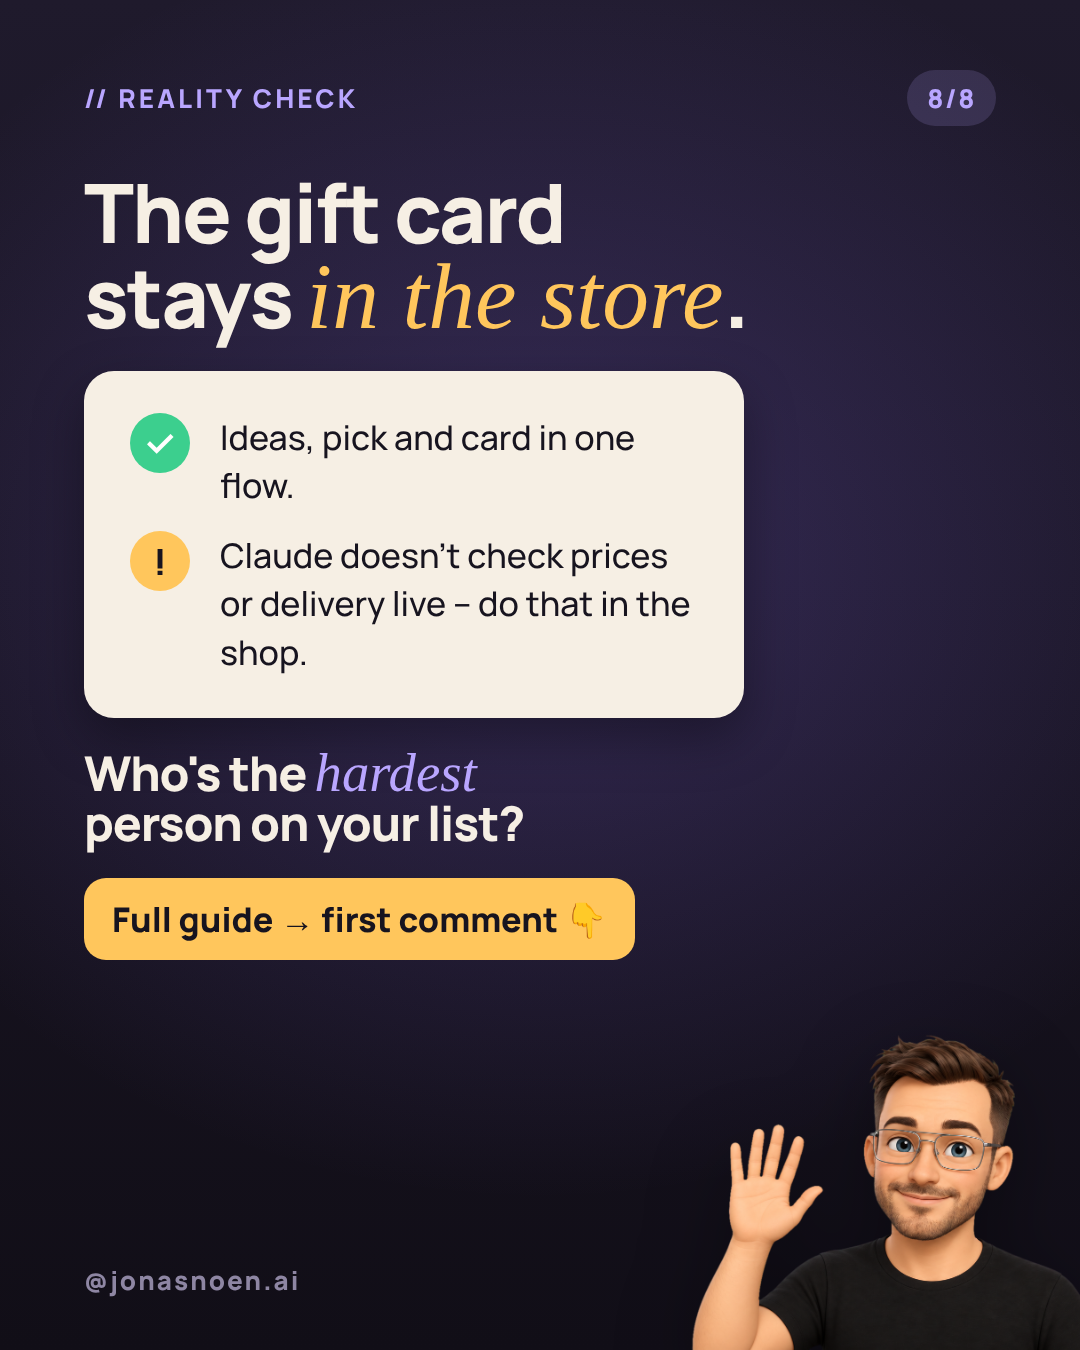 // REALITY CHECK
8/8
The gift card
stays in the store.
Ideas, pick and card in one
flow.
!
Claude doesn’t check prices
or delivery live – do that in the
shop.
Who's the hardest
person on your list?
Full guide → first comment 👇
@jonasnoen.ai